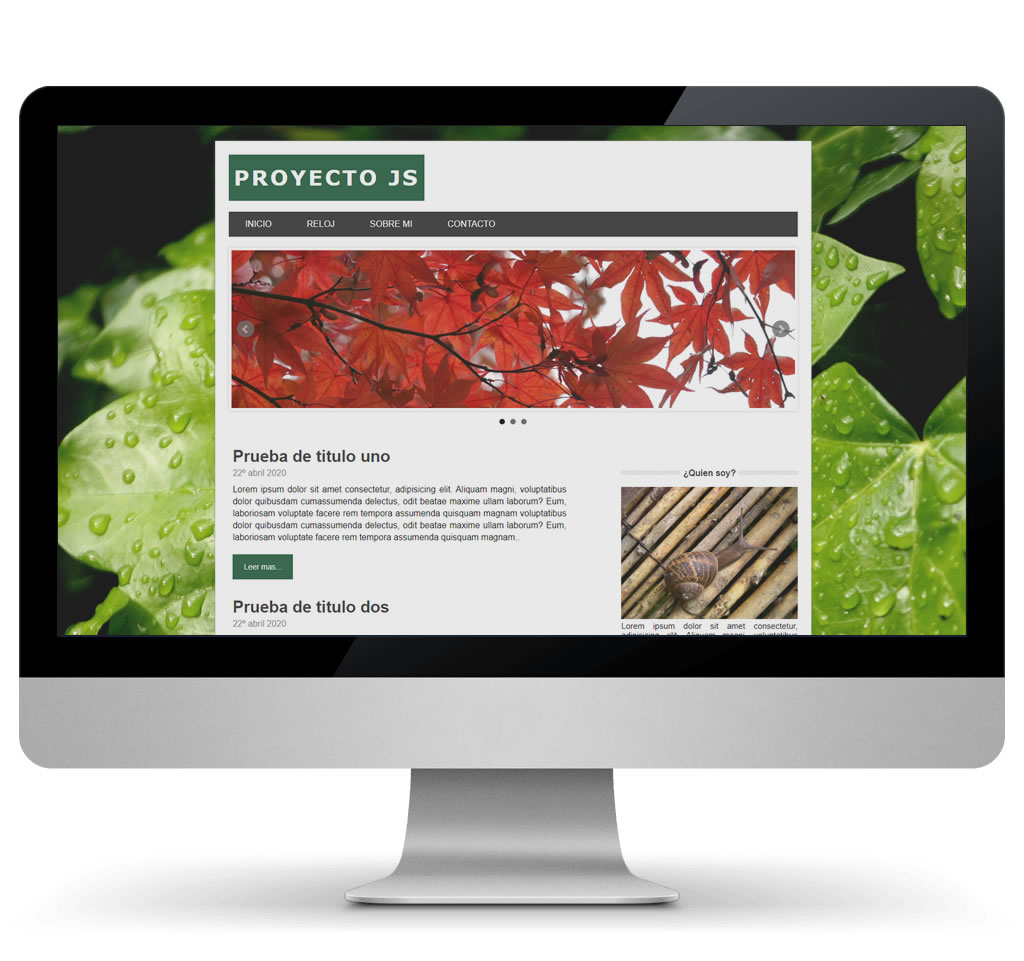 PROYECTO JS
INICIO RELOJ SOBRE MI CONTACTO
Prueba de titulo uno
22º abril 2020
Lorem ipsum dolor sit amet consectetur, adipisicing elit. Aliquam magni, voluptatibus
dolor quibusdam cumassumenda delectus, odit beatae maxime ullam laborum? Eum,
laboriosam voluptate facere rem tempora assumenda quisquam magnam voluptatibus
dolor quibusdam cumassumenda delectus, odit beatae maxime ullam laborum? Eum,
laboriosam voluptate facere rem tempora assumenda quisquam magnam..
Leer mas...
Prueba de titulo dos
22º abril 2020
¿Quien soy?
Lorem ipsum dolor sit amet consectetur,